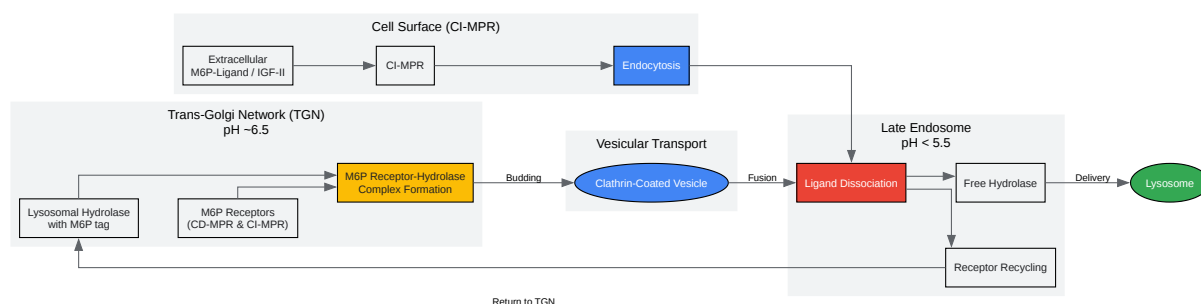 Cell Surface (CI-MPR)
Extracellular
M6P-Ligand / IGF-II
CI-MPR
Endocytosis
Trans-Golgi Network (TGN)
pH ~6.5
Lysosomal Hydrolase
with M6P tag
M6P Receptors
(CD-MPR & CI-MPR)
M6P Receptor-Hydrolase
Complex Formation
Budding
Vesicular Transport
Clathrin-Coated Vesicle
Fusion
Late Endosome
pH < 5.5
Ligand Dissociation
Free Hydrolase
Delivery
Lysosome
Receptor Recycling
Return to TGN